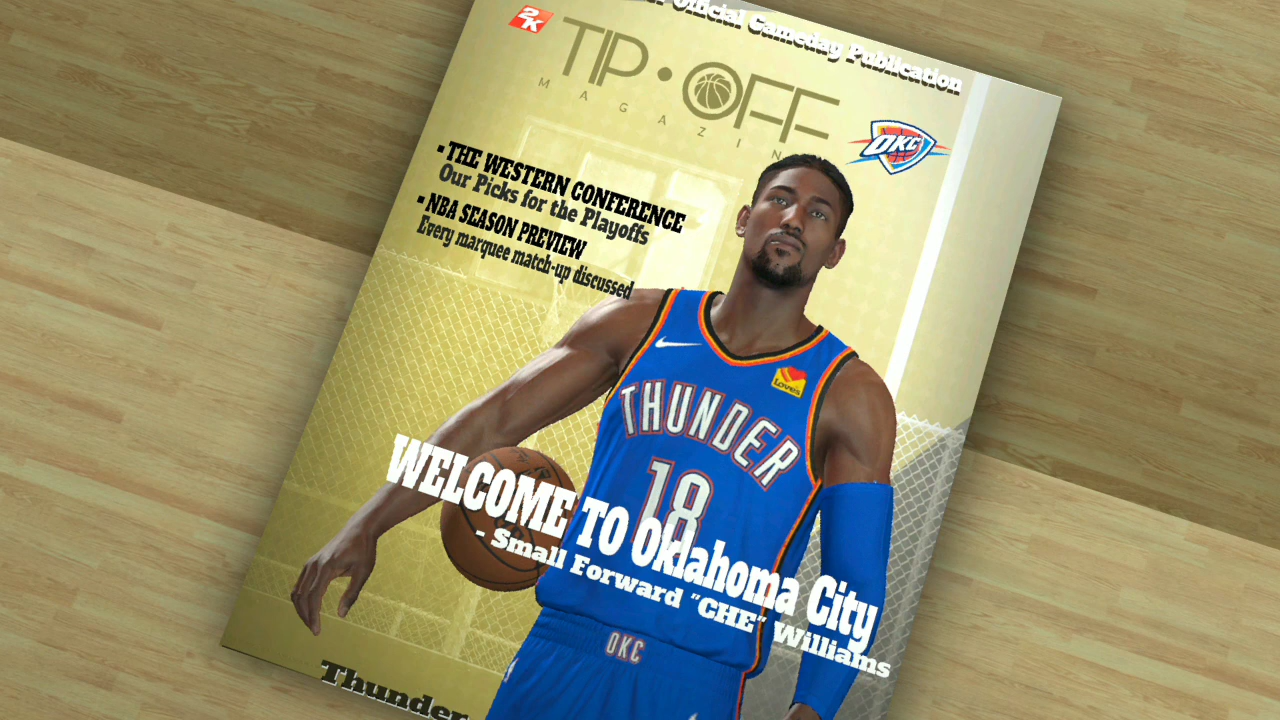 Official Gameday Publication
2K
TIP•OFF
MAGAZIN
OKC
▪ THE WESTERN CONFERENCE
Our Picks for the Playoffs
▪ NBA SEASON PREVIEW
Every marquee match-up discussed
Love's
THUNDER
18
WELCOME TO Oklahoma City
- Small Forward "CHE" Williams
OKC
Thunder